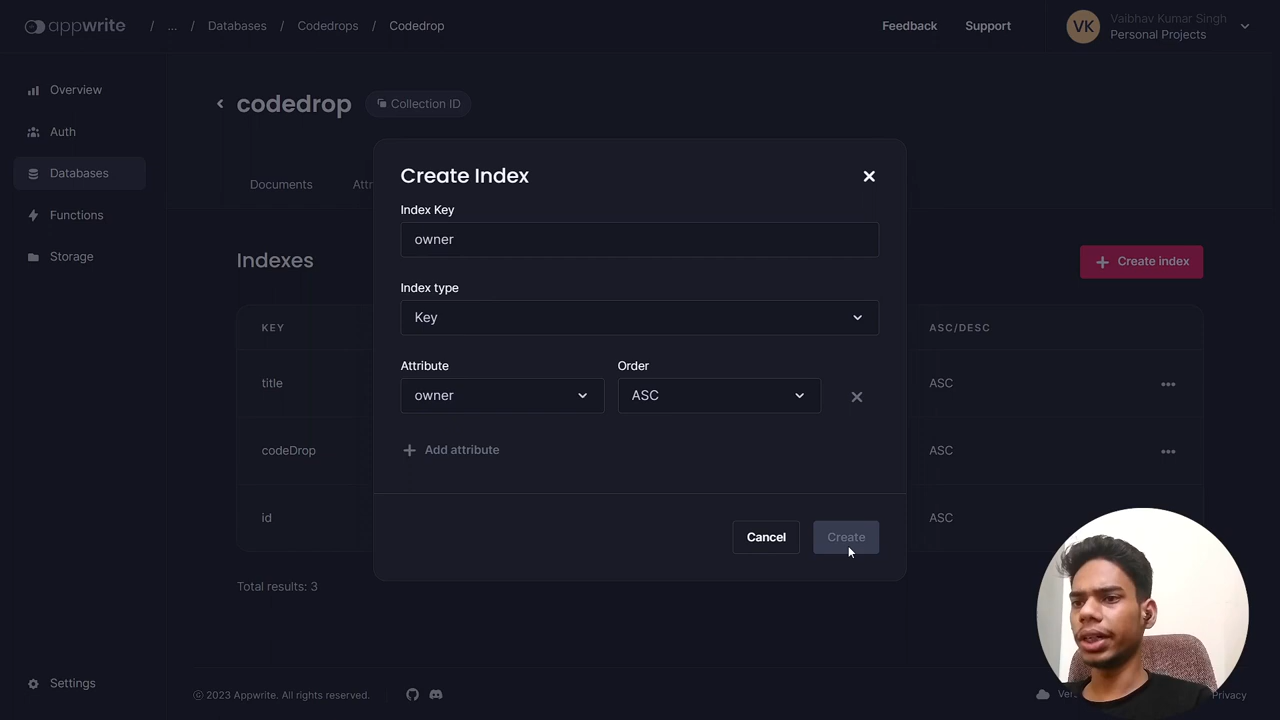 appwrite / ... / Databases / Codedrops / Codedrop Feedback Support VK Vaibhav Kumar Singh
Personal Projects
Overview
Auth
Databases
Functions
Storage
Settings
codedrop Collection ID
Documents
Indexes
Create index
KEY ASC/DESC
title ASC
codeDrop ASC
id ASC
Total results: 3
Create Index
Index Key
owner
Index type
Key
Attribute Order
owner ASC
Add attribute
Cancel Create
© 2023 Appwrite. All rights reserved. Privacy